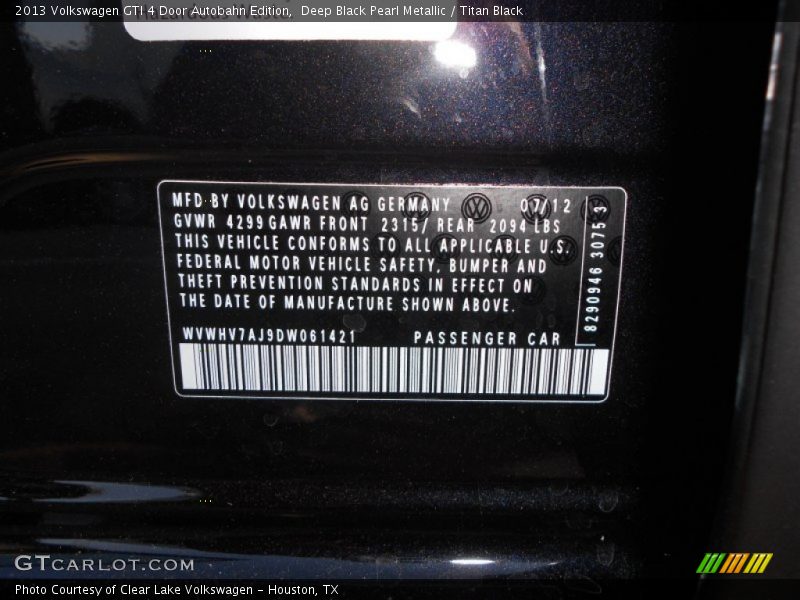 2013 Volkswagen GTI 4 Door Autobahn Edition,  Deep Black Pearl Metallic / Titan Black
MFD BY VOLKSWAGEN AG GERMANY 07/12
GVWR 4299 GAWR FRONT 2315/ REAR 2094 LBS
THIS VEHICLE CONFORMS TO ALL APPLICABLE U.S.
FEDERAL MOTOR VEHICLE SAFETY, BUMPER AND
THEFT PREVENTION STANDARDS IN EFFECT ON
THE DATE OF MANUFACTURE SHOWN ABOVE.
WVWHV7AJ9DW061421 PASSENGER CAR
8290946 30753
GTCARLOT.COM
Photo Courtesy of Clear Lake Volkswagen – Houston, TX